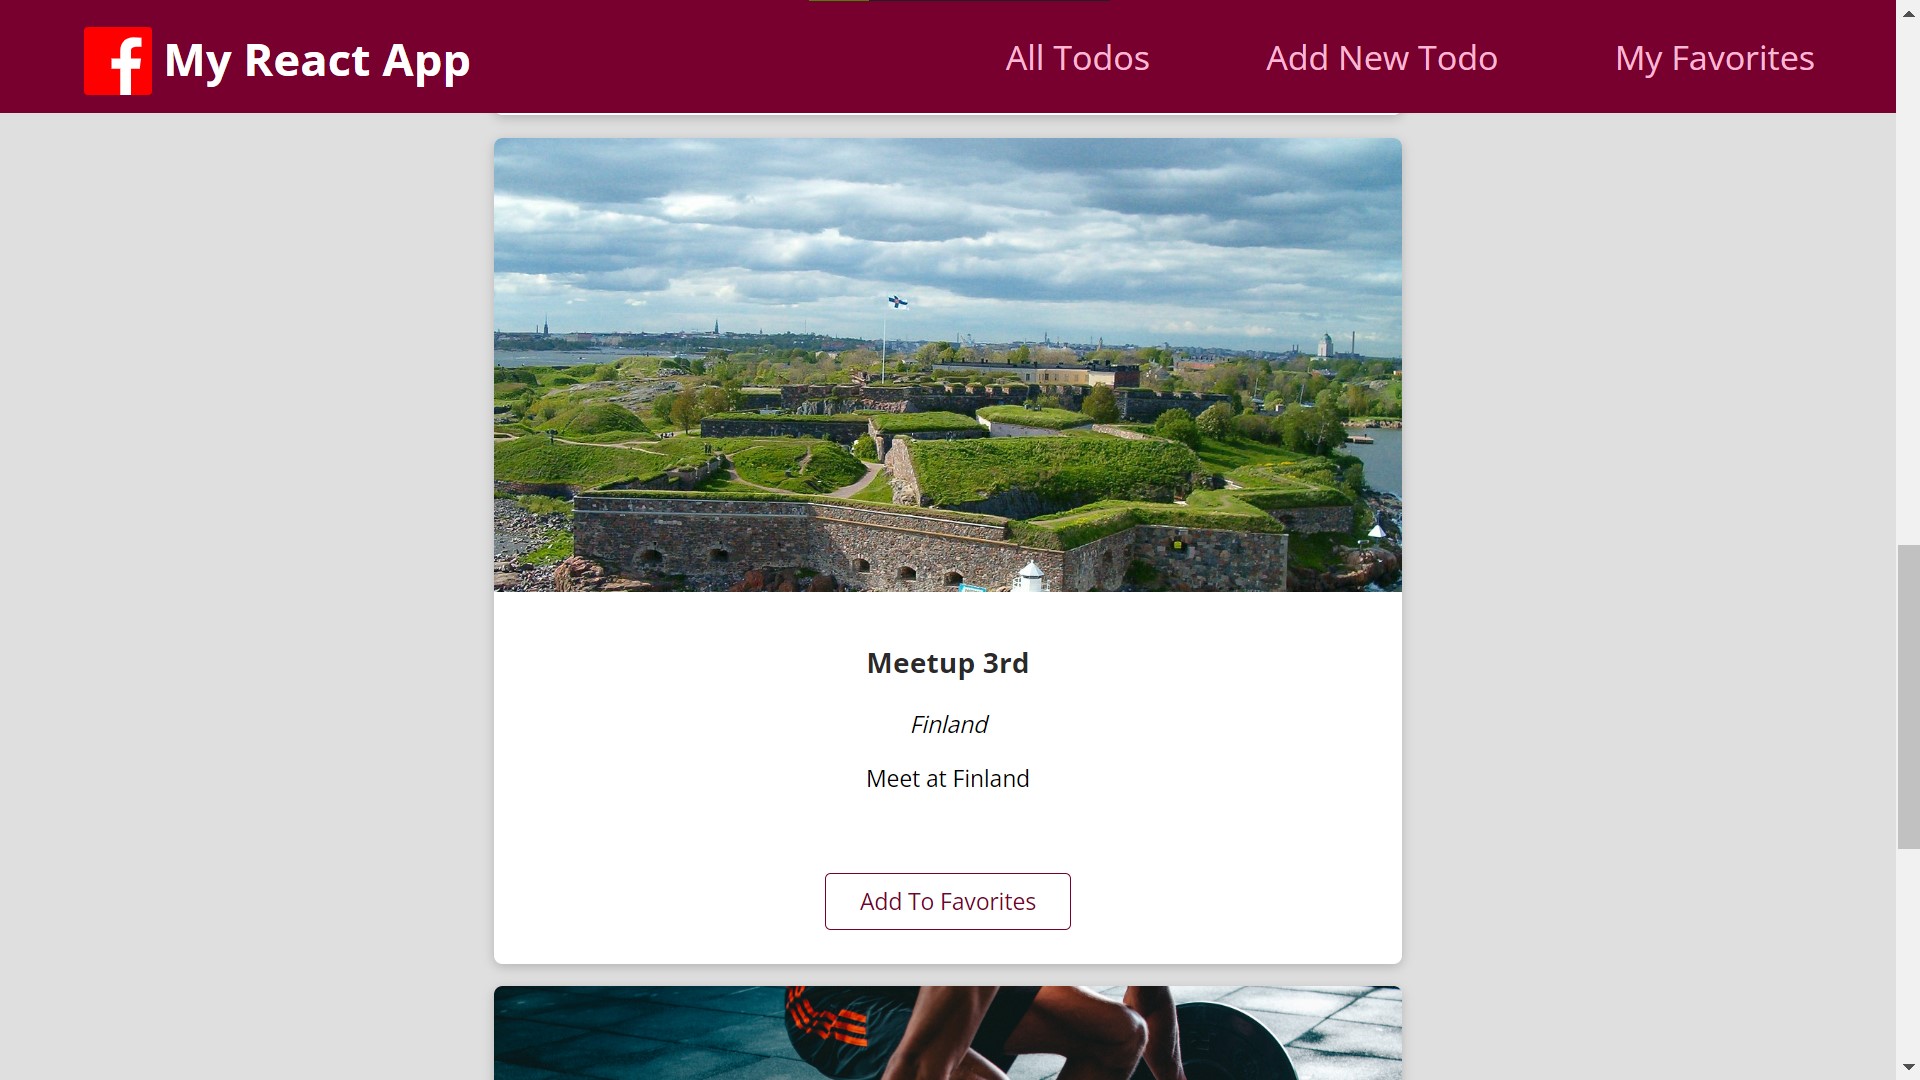 My React App
All Todos
Add New Todo
My Favorites
Meetup 3rd
Finland
Meet at Finland
Add To Favorites